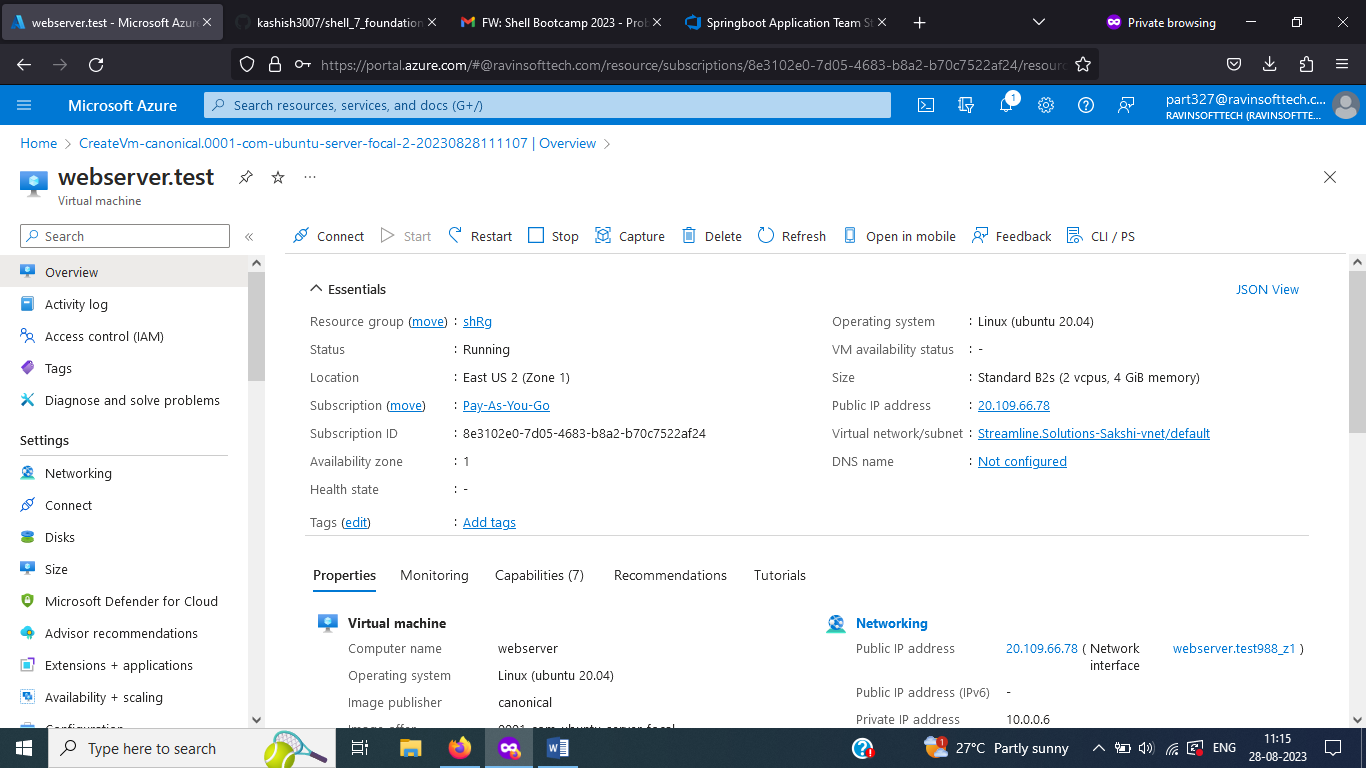 webserver.test - Microsoft Azure
kashish3007/shell_7_foundation
FW: Shell Bootcamp 2023 - Prob
Springboot Application Team St
Private browsing
https://portal.azure.com/#@ravinsofttech.com/resource/subscriptions/8e3102e0-7d05-4683-b8a2-b70c7522af24/resour
Microsoft Azure
Search resources, services, and docs (G+/)
1
part327@ravinsofttech.c...
RAVINSOFTTECH (RAVINSOFTTE...
Home > CreateVm-canonical.0001-com-ubuntu-server-focal-2-20230828111107 | Overview >
webserver.test
...
Virtual machine
Search
«
Connect Start Restart Stop Capture Delete Refresh Open in mobile Feedback CLI / PS
Overview
Activity log
Access control (IAM)
Tags
Diagnose and solve problems
Settings
Networking
Connect
Disks
Size
Microsoft Defender for Cloud
Advisor recommendations
Extensions + applications
Availability + scaling
Configuration
Essentials
JSON View
Resource group (move) : shRg
Status : Running
Location : East US 2 (Zone 1)
Subscription (move) : Pay-As-You-Go
Subscription ID : 8e3102e0-7d05-4683-b8a2-b70c7522af24
Availability zone : 1
Health state : -
Tags (edit) : Add tags
Operating system : Linux (ubuntu 20.04)
VM availability status : -
Size : Standard B2s (2 vcpus, 4 GiB memory)
Public IP address : 20.109.66.78
Virtual network/subnet : Streamline.Solutions-Sakshi-vnet/default
DNS name : Not configured
Properties Monitoring Capabilities (7) Recommendations Tutorials
Virtual machine
Computer name webserver
Operating system Linux (ubuntu 20.04)
Image publisher canonical
Image offer 0001-com-ubuntu-server-focal
Networking
Public IP address 20.109.66.78 ( Network interface webserver.test988_z1 )
Public IP address (IPv6) -
Private IP address 10.0.0.6
Type here to search
1
27°C Partly sunny
ENG
11:15
28-08-2023